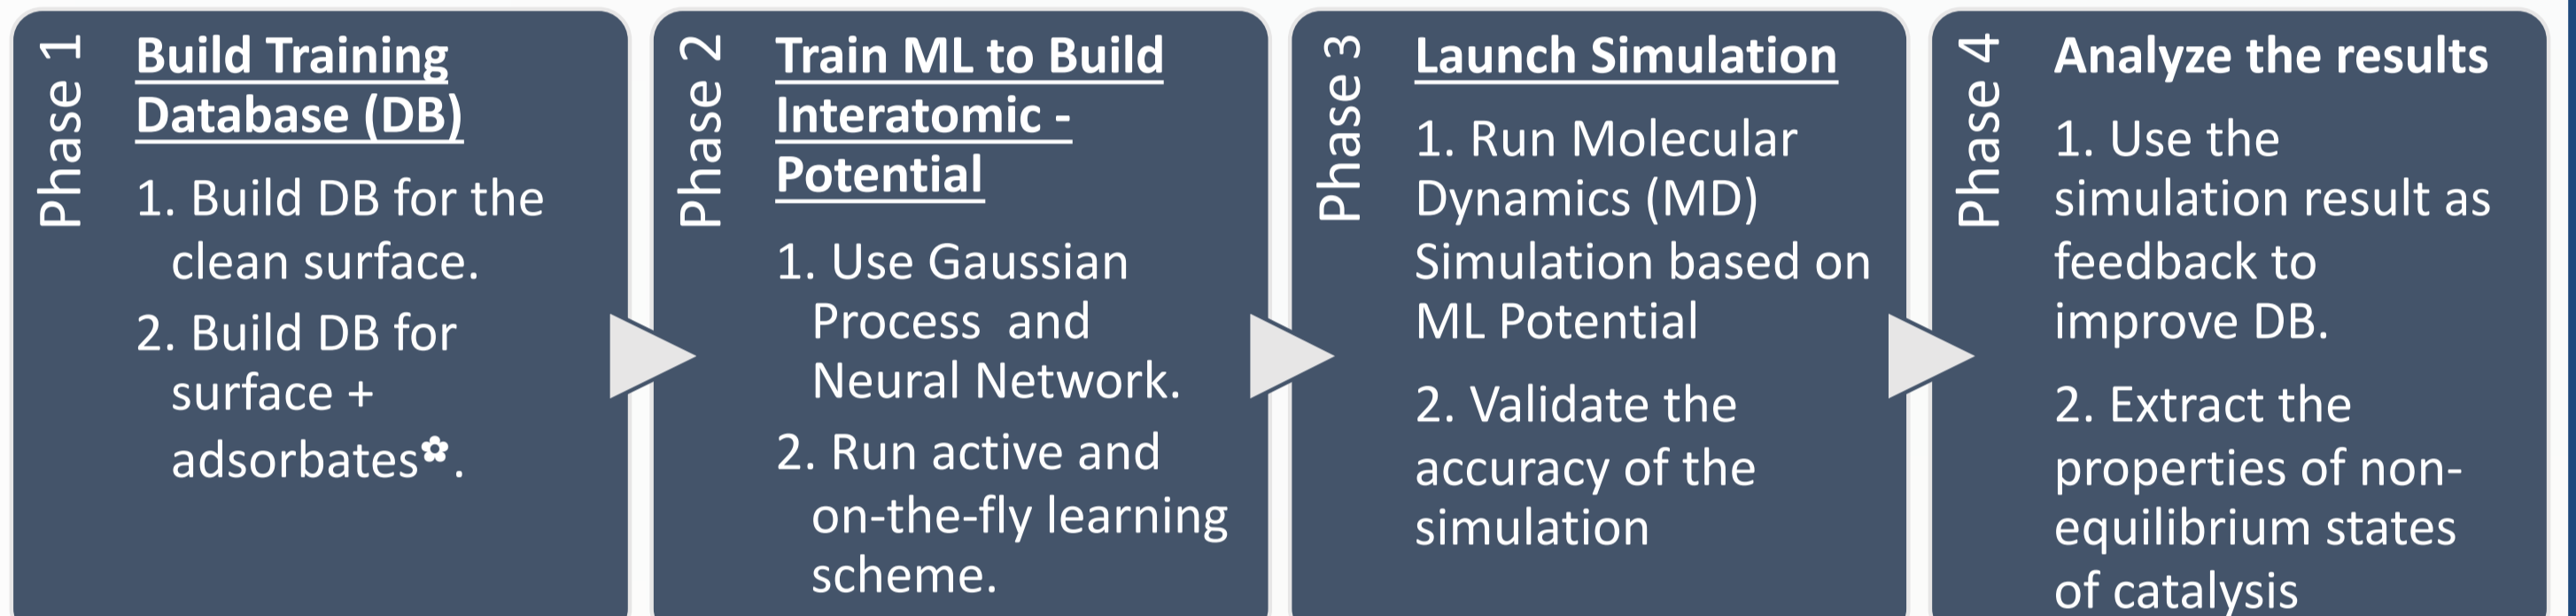 Phase 1
Build Training
Database (DB)
1. Build DB for the
clean surface.
2. Build DB for
surface +
adsorbates✿.
Phase 2
Train ML to Build
Interatomic -
Potential
1. Use Gaussian
Process  and
Neural Network.
2. Run active and
on-the-fly learning
scheme.
Phase 3
Launch Simulation
1. Run Molecular
Dynamics (MD)
Simulation based on
ML Potential
2. Validate the
accuracy of the
simulation
Phase 4
Analyze the results
1. Use the
simulation result as
feedback to
improve DB.
2. Extract the
properties of non-
equilibrium states
of catalysis